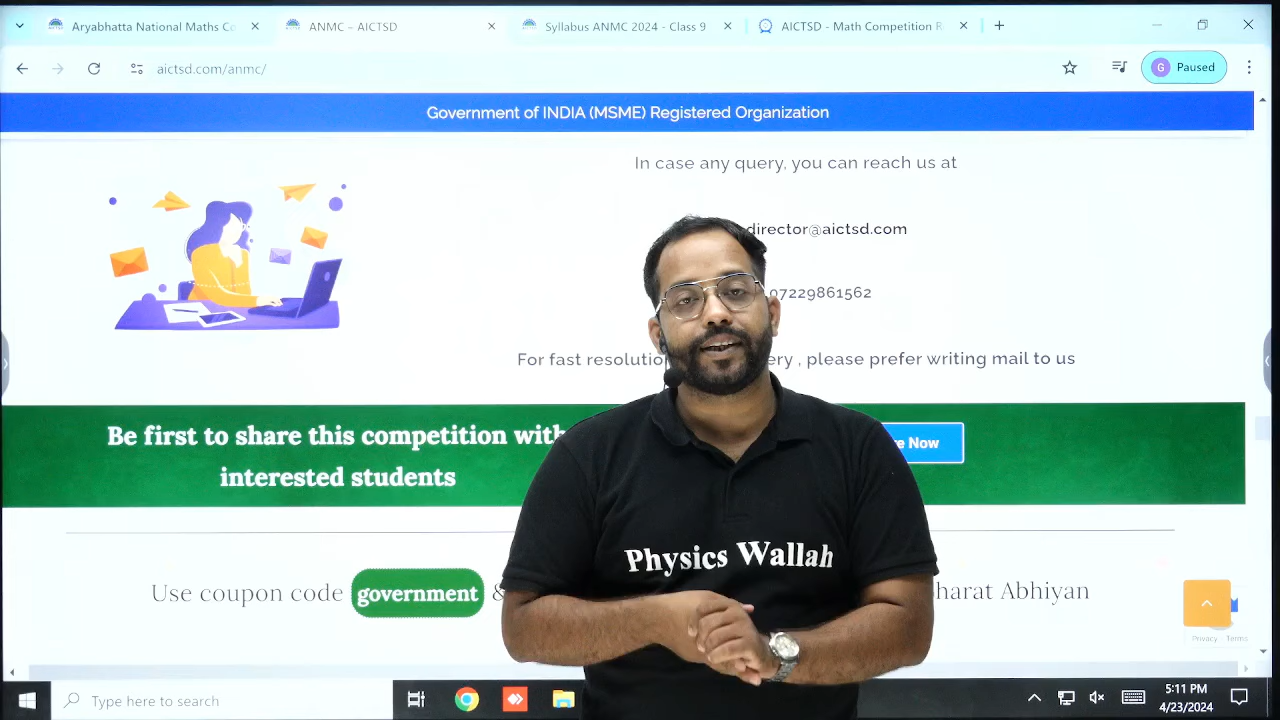 Aryabhatta National Maths Co
ANMC – AICTSD
Syllabus ANMC 2024 - Class 9
AICTSD - Math Competition R
aictsd.com/anmc/
G Paused
Government of INDIA (MSME) Registered Organization
In case any query, you can reach us at
director@aictsd.com
07229861562
For fast resolutio ery , please prefer writing mail to us
Be first to share this competition with
interested students
e Now
Use coupon code government & bharat Abhiyan
Privacy - Terms
Physics Wallah
Type here to search
5:11 PM
4/23/2024